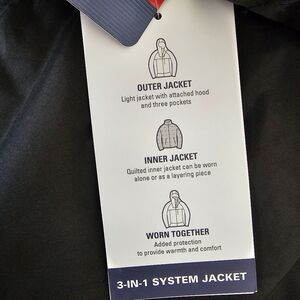 OUTER JACKET
Light jacket with attached hood
and three pockets
INNER JACKET
Quilted inner jacket can be worn
alone or as a layering piece
WORN TOGETHER
Added protection
to provide warmth and comfort
3-IN-1 SYSTEM JACKET